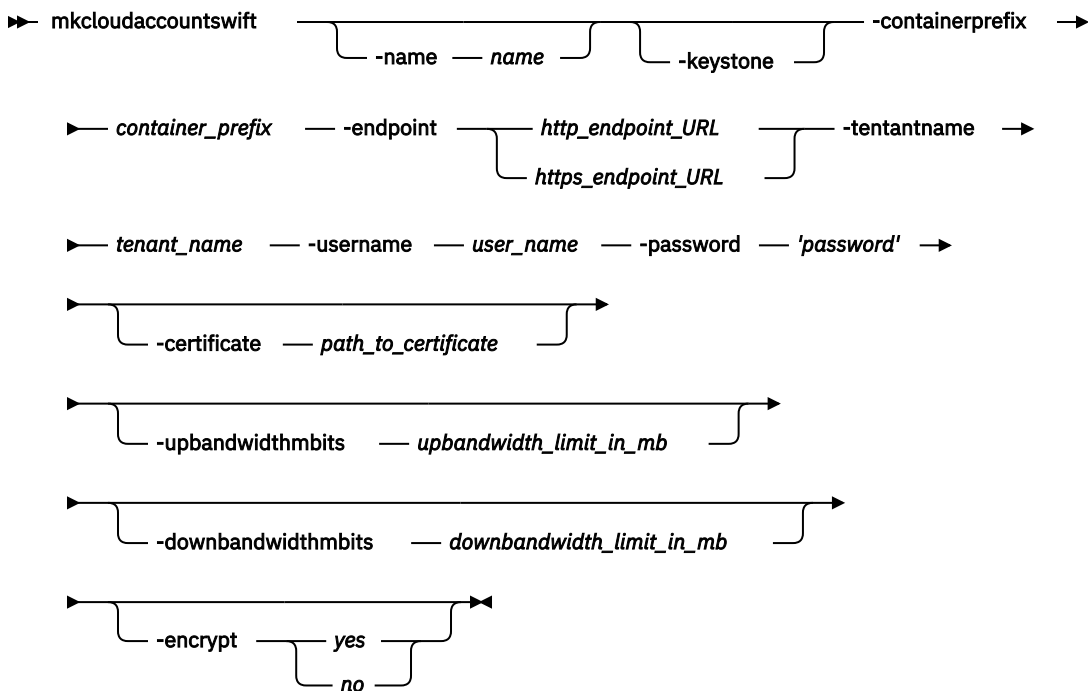 mkcloudaccountswift -containerprefix
-name name -keystone
container_prefix -endpoint http_endpoint_URL -tentantname
https_endpoint_URL
tenant_name -username user_name -password 'password'
-certificate path_to_certificate
-upbandwidthmbits upbandwidth_limit_in_mb
-downbandwidthmbits downbandwidth_limit_in_mb
-encrypt yes
no